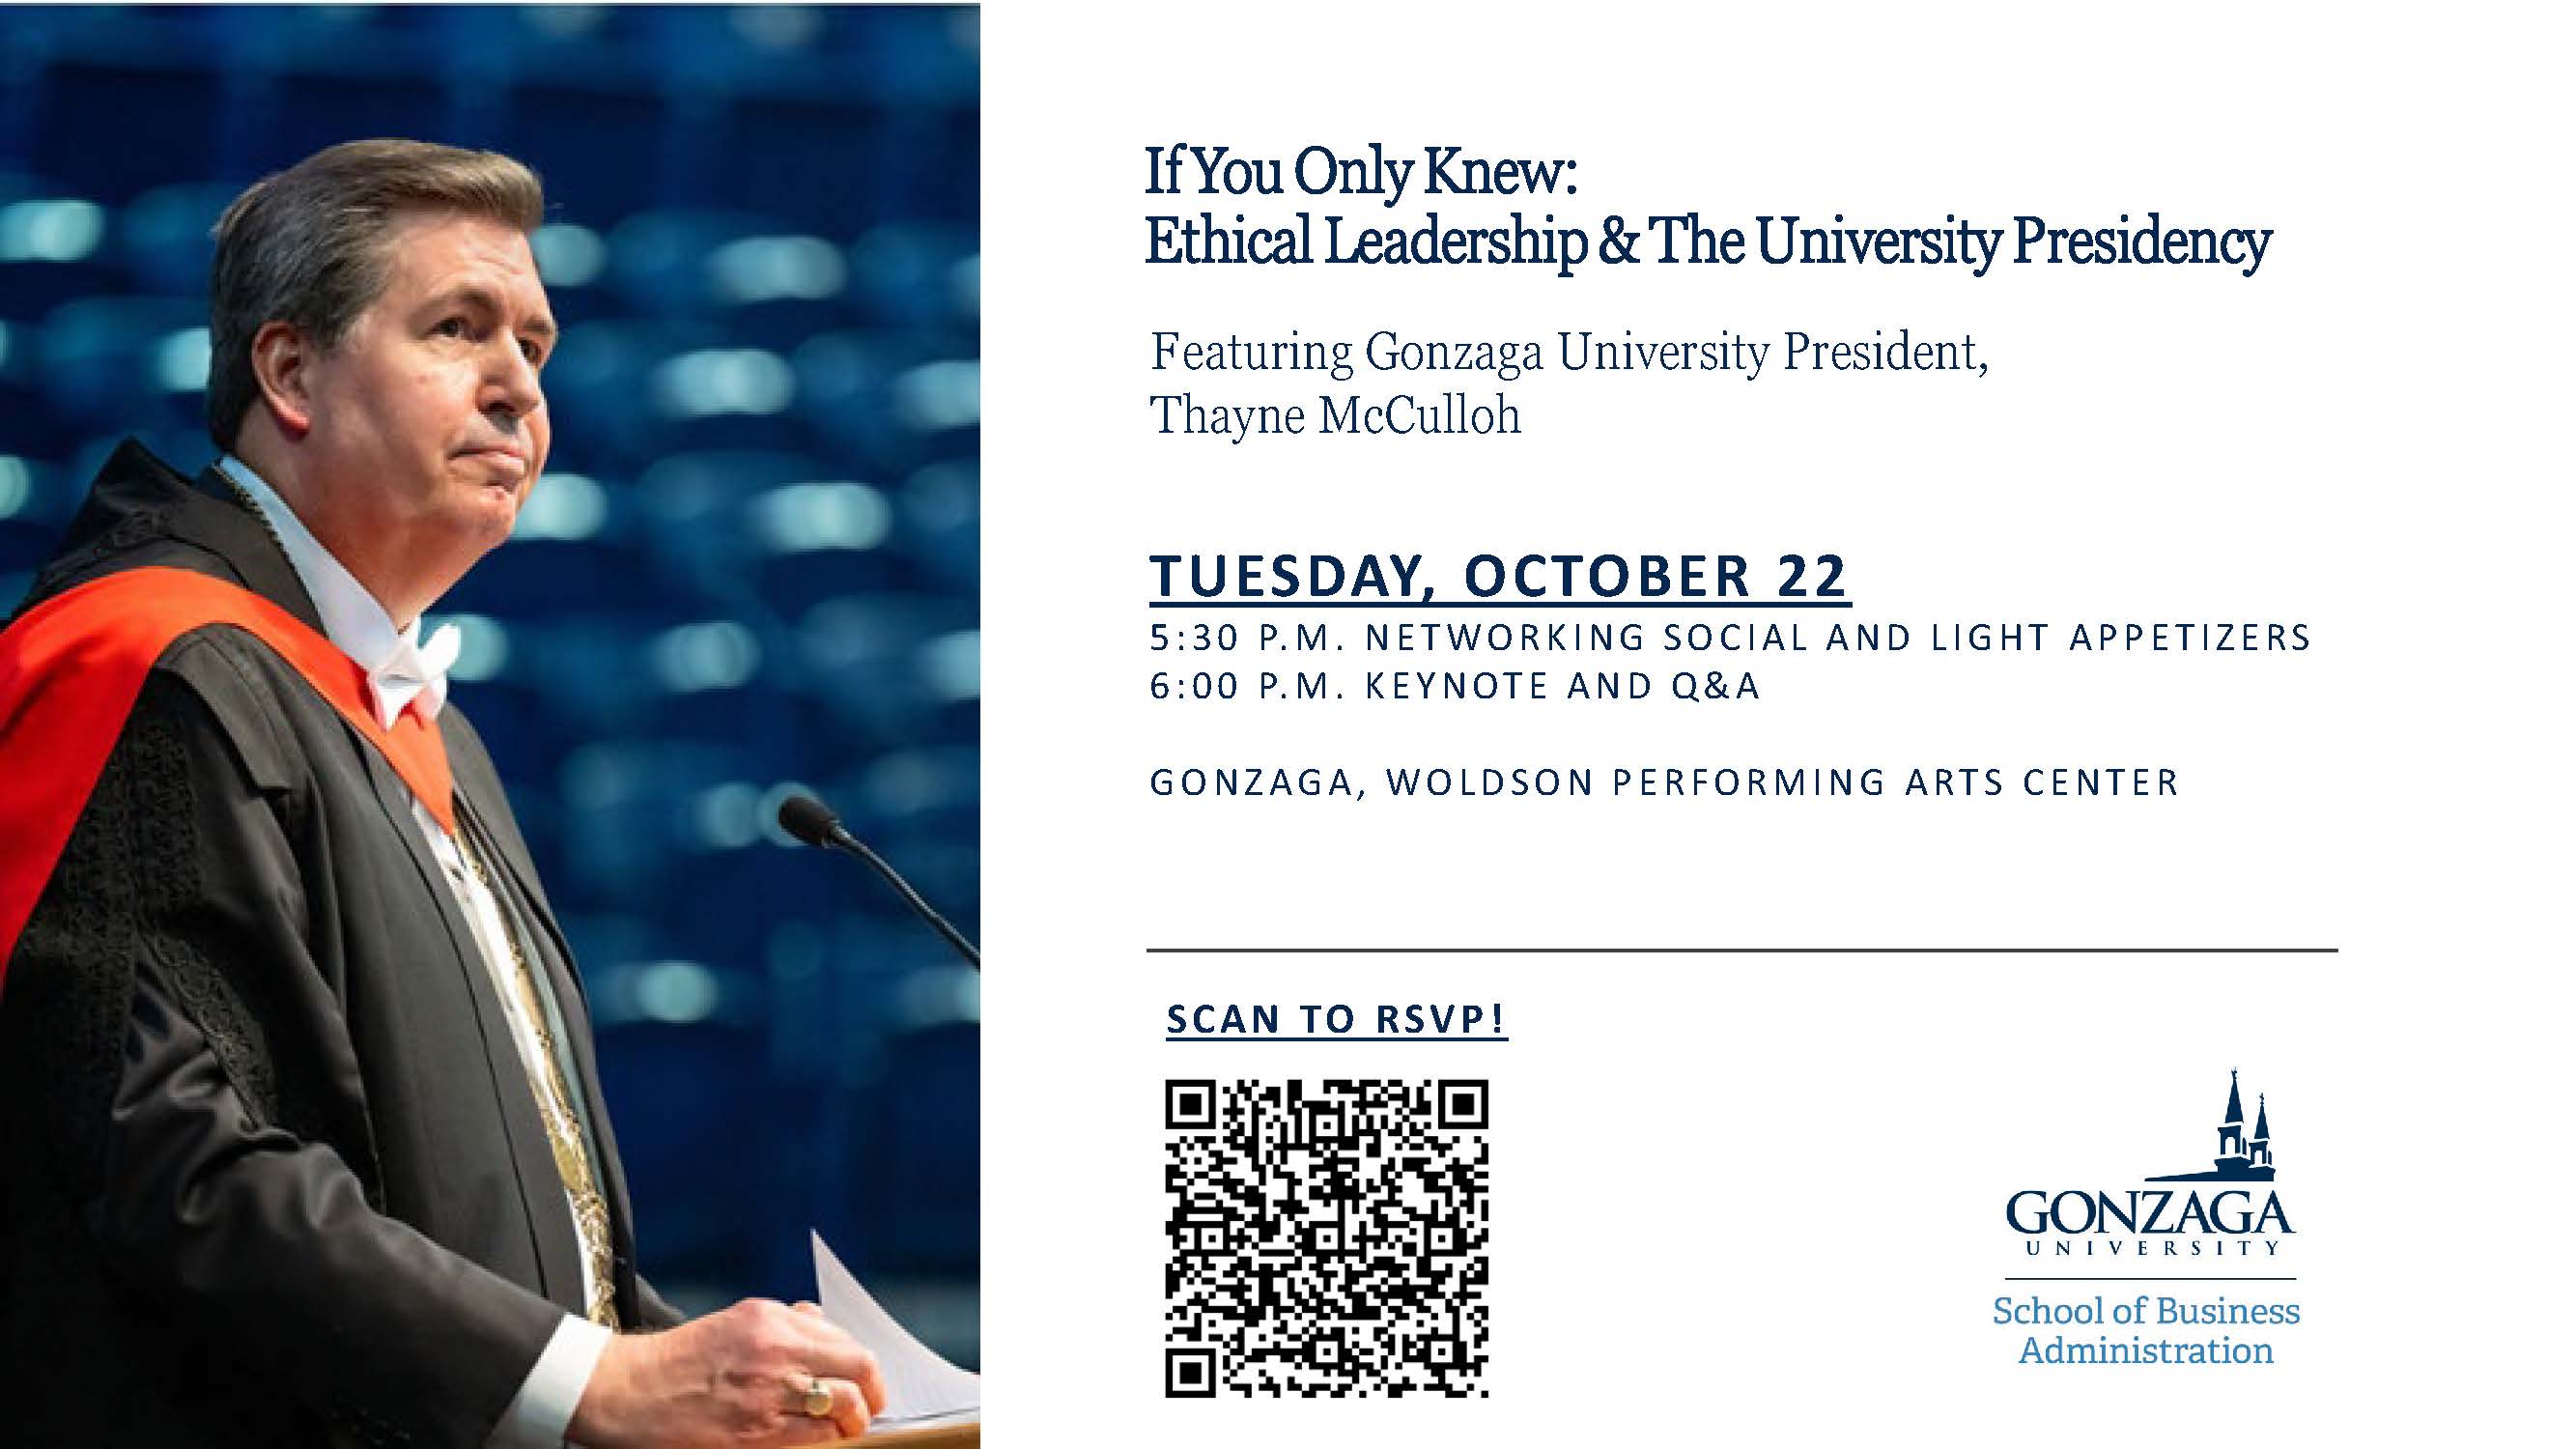 If You Only Knew:
Ethical Leadership & The University Presidency
Featuring Gonzaga University President,
Thayne McCulloh
TUESDAY, OCTOBER 22
5:30 P.M. NETWORKING SOCIAL AND LIGHT APPETIZERS
6:00 P.M. KEYNOTE AND Q&A
GONZAGA, WOLDSON PERFORMING ARTS CENTER
SCAN TO RSVP!
GONZAGA
UNIVERSITY
School of Business
Administration